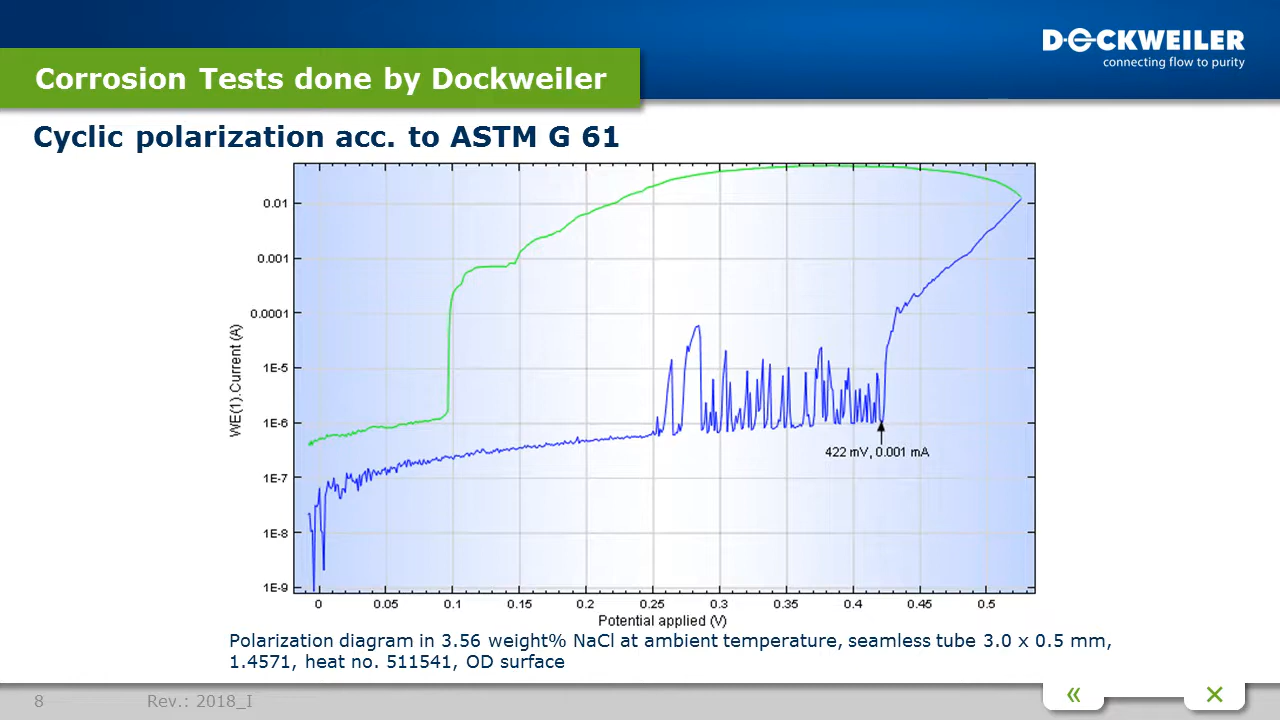 DOCKWEILER
connecting flow to purity
Corrosion Tests done by Dockweiler
Cyclic polarization acc. to ASTM G 61
WE(1).Current (A)
0.01
0.001
0.0001
1E-5
1E-6
1E-7
1E-8
1E-9
422 mV, 0.001 mA
0 0.05 0.1 0.15 0.2 0.25 0.3 0.35 0.4 0.45 0.5
Potential applied (V)
Polarization diagram in 3.56 weight% NaCl at ambient temperature, seamless tube 3.0 x 0.5 mm,
1.4571, heat no. 511541, OD surface
8 Rev.: 2018_I
« ×